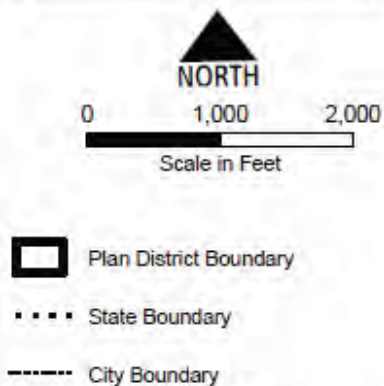 NORTH
0 1,000 2,000
Scale in Feet
Plan District Boundary
State Boundary
City Boundary